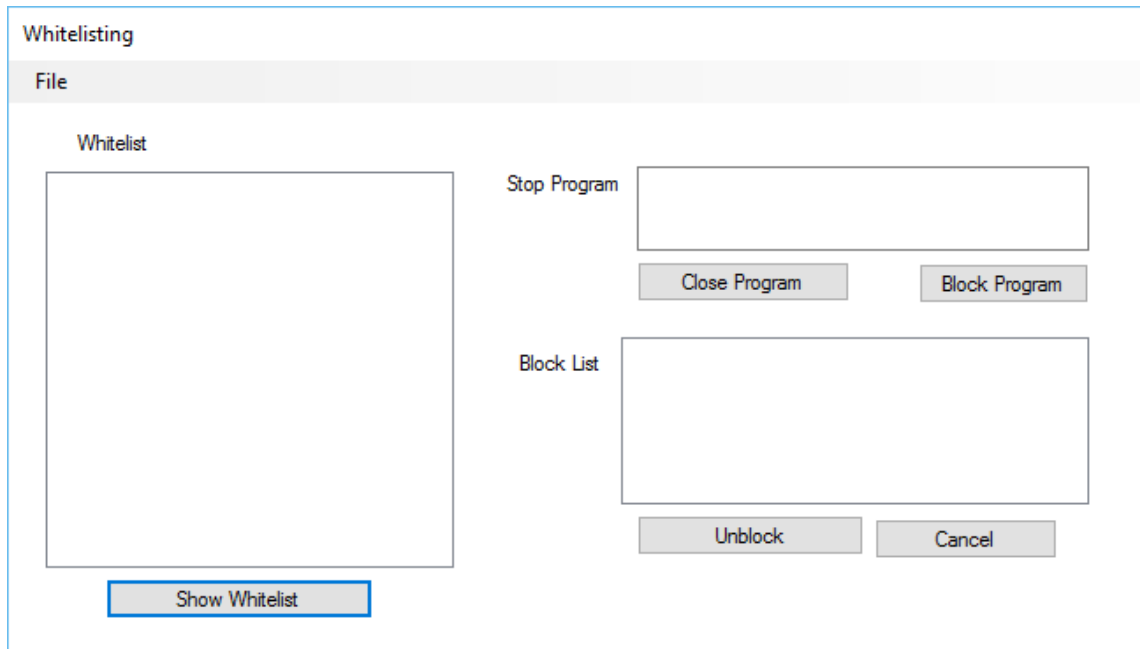 Whitelisting
File
Whitelist
Stop Program
Close Program
Block Program
Block List
Unblock
Cancel
Show Whitelist